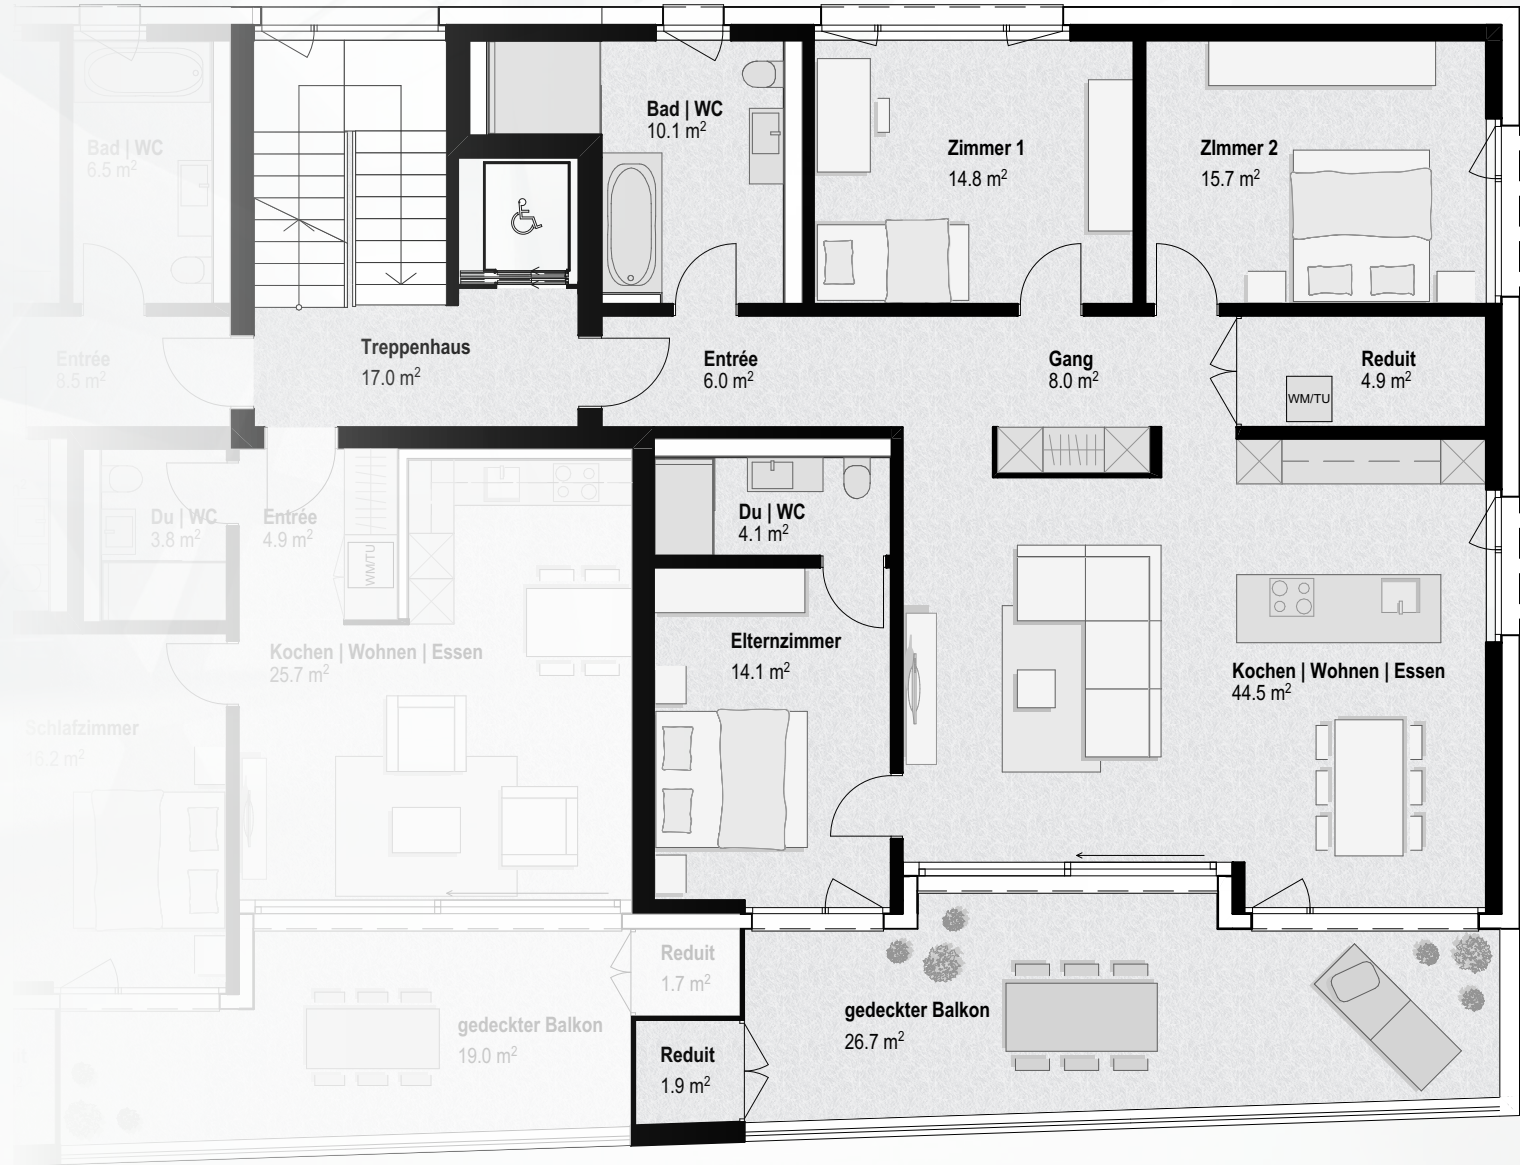 Bad | WC
6.5 m²
Bad | WC
10.1 m²
Zimmer 1
14.8 m²
ZImmer 2
15.7 m²
Entrée
8.5 m²
Treppenhaus
17.0 m²
Entrée
6.0 m²
Gang
8.0 m²
Reduit
4.9 m²
WM/TU
Du | WC
3.8 m²
Entrée
4.9 m²
WM/TU
Du | WC
4.1 m²
Kochen | Wohnen | Essen
25.7 m²
Elternzimmer
14.1 m²
Kochen | Wohnen | Essen
44.5 m²
Schlafzimmer
16.2 m²
Reduit
1.7 m²
gedeckter Balkon
19.0 m²
Reduit
1.9 m²
gedeckter Balkon
26.7 m²